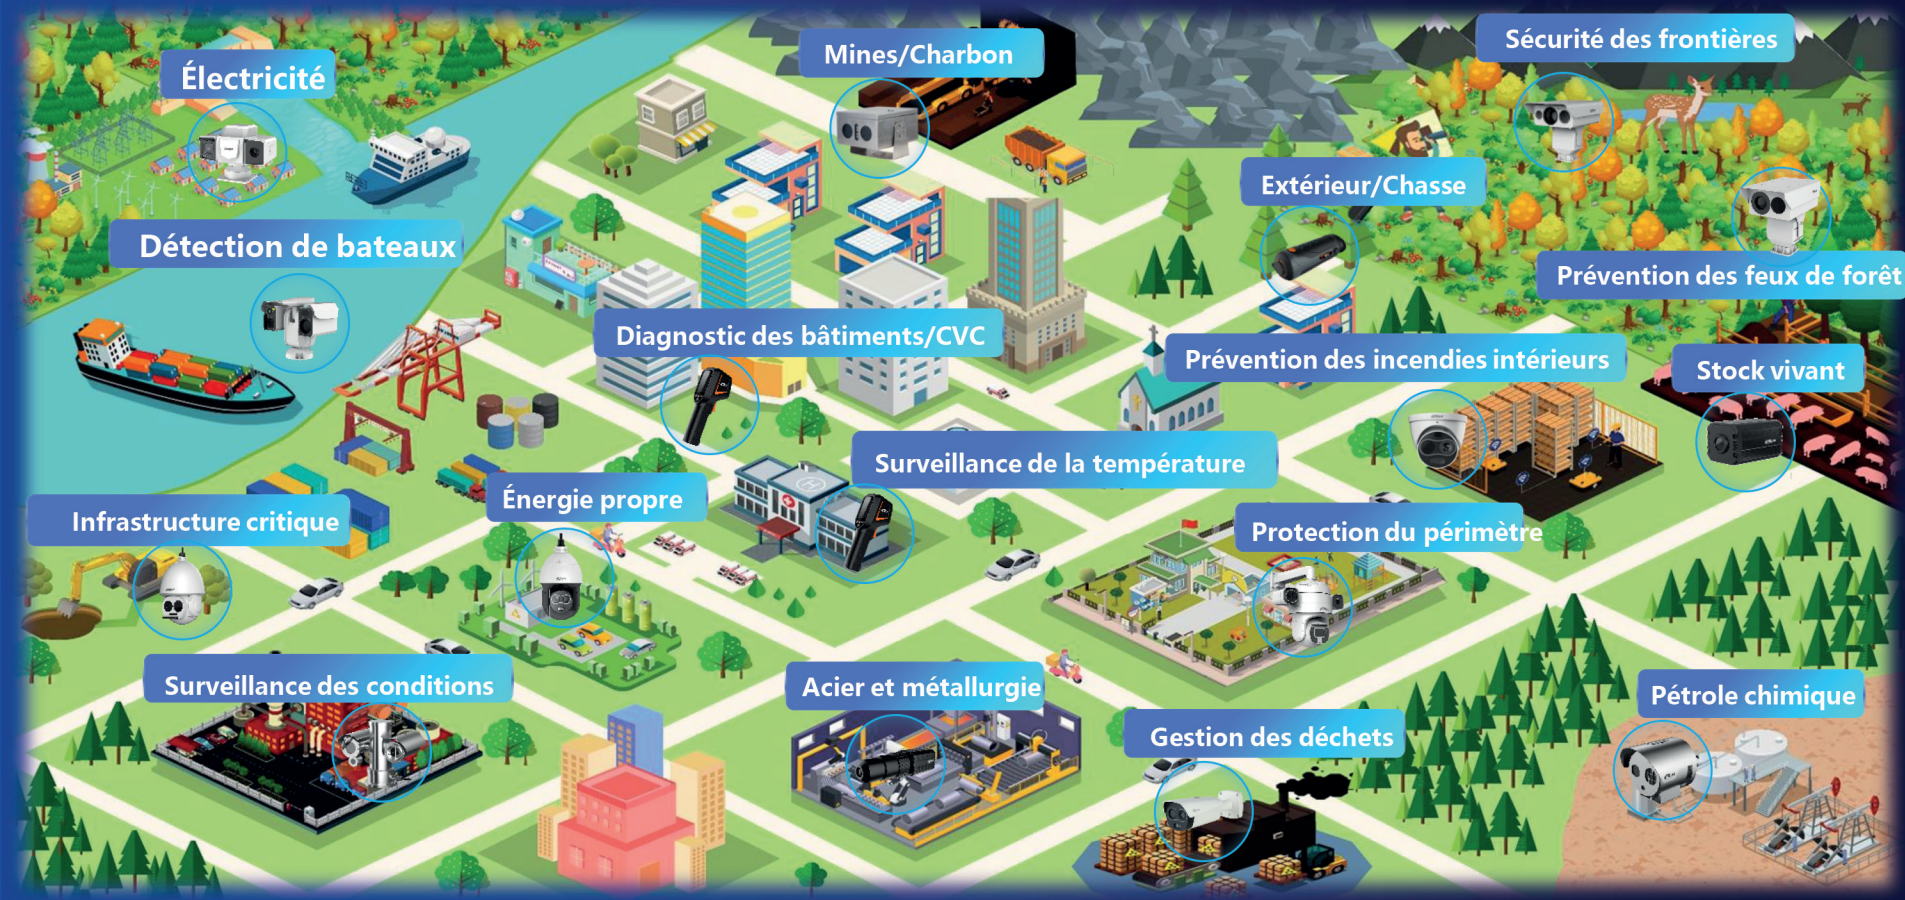 Électricité
Mines/Charbon
Sécurité des frontières
Extérieur/Chasse
Détection de bateaux
Prévention des feux de forêt
Diagnostic des bâtiments/CVC
Prévention des incendies intérieurs
Stock vivant
Surveillance de la température
Énergie propre
Infrastructure critique
Protection du périmètre
Surveillance des conditions
Acier et métallurgie
Pétrole chimique
Gestion des déchets